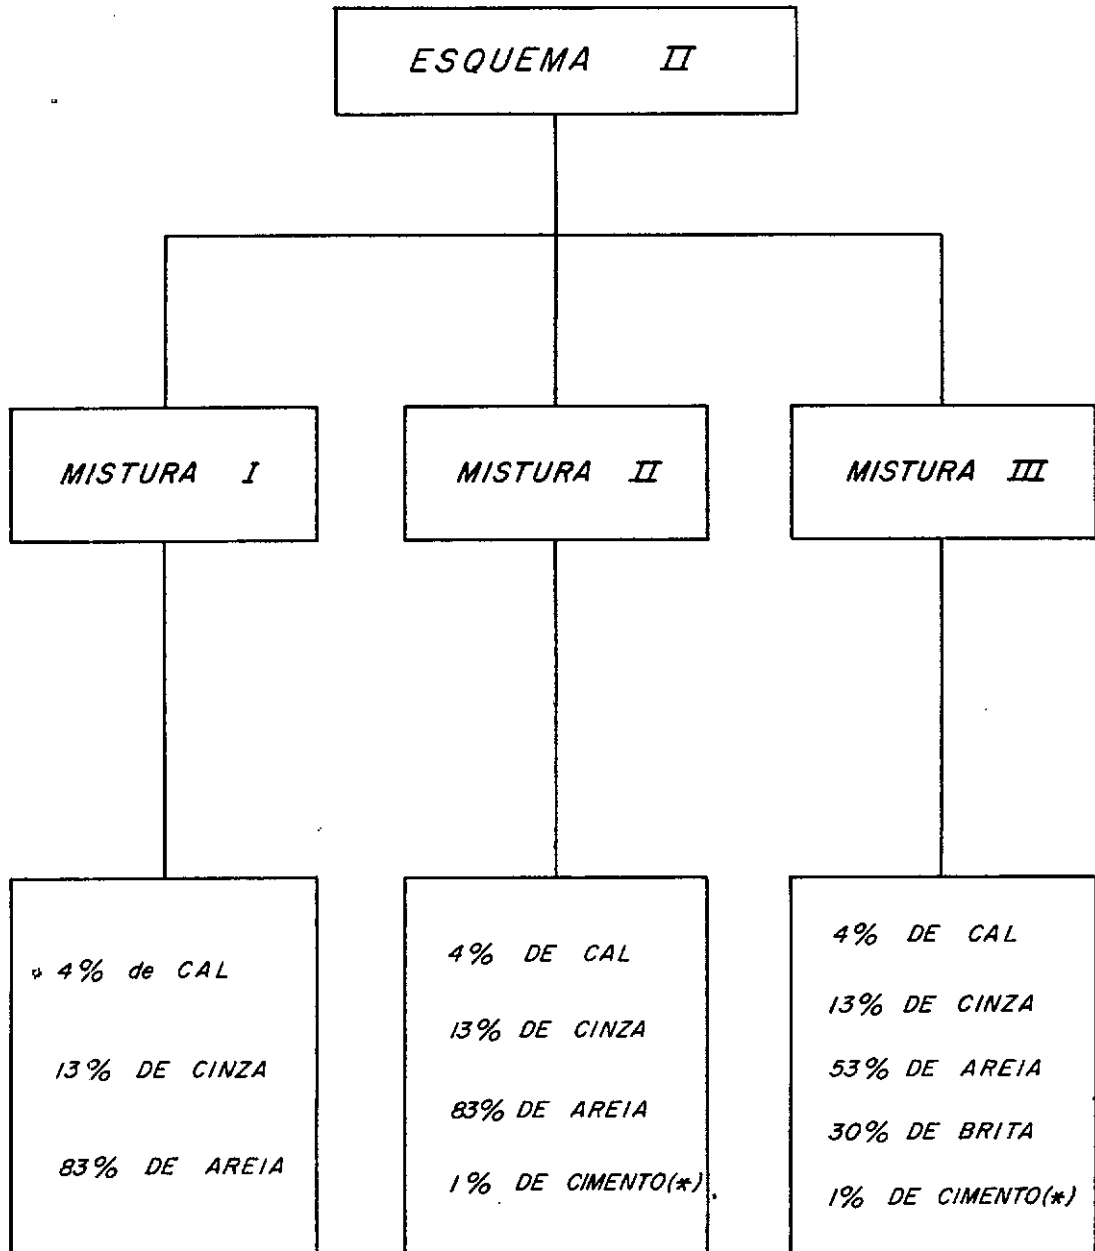 ESQUEMA II
MISTURA I
MISTURA II
MISTURA III
4% de CAL
13% DE CINZA
83% DE AREIA
4% DE CAL
13% DE CINZA
83% DE AREIA
1% DE CIMENTO(*)
4% DE CAL
13% DE CINZA
53% DE AREIA
30% DE BRITA
1% DE CIMENTO(*)